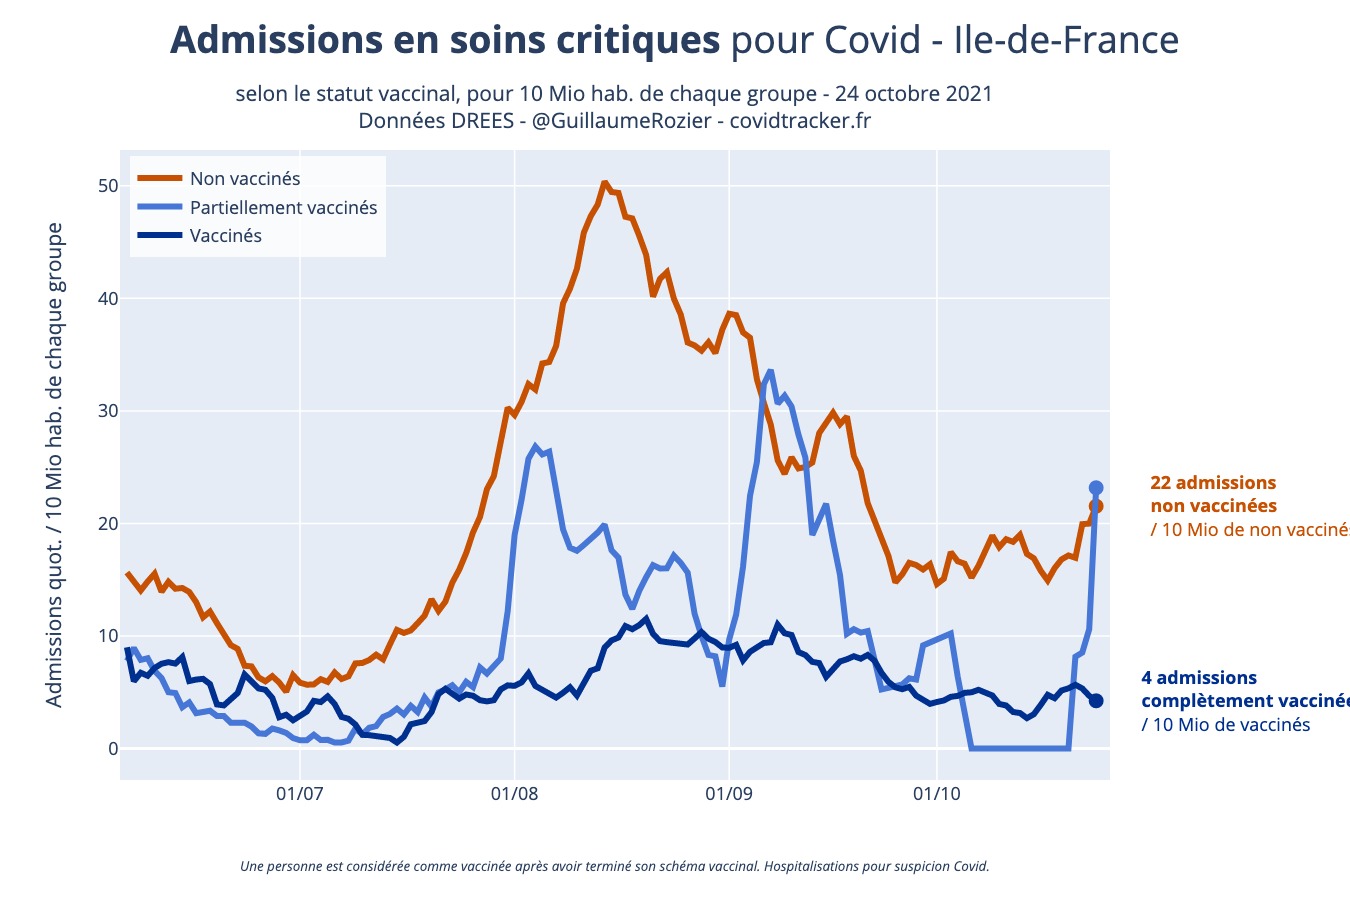 Admissions en soins critiques pour Covid - Ile-de-France
selon le statut vaccinal, pour 10 Mio hab. de chaque groupe - 24 octobre 2021
Données DREES - @GuillaumeRozier - covidtracker.fr
Non vaccinés
Partiellement vaccinés
Vaccinés
Admissions quot. / 10 Mio hab. de chaque groupe
50
40
30
20
10
0
01/07
01/08
01/09
01/10
22 admissions
non vaccinées
/ 10 Mio de non vacciné
4 admissions
complètement vacciné
/ 10 Mio de vaccinés
Une personne est considérée comme vaccinée après avoir terminé son schéma vaccinal. Hospitalisations pour suspicion Covid.